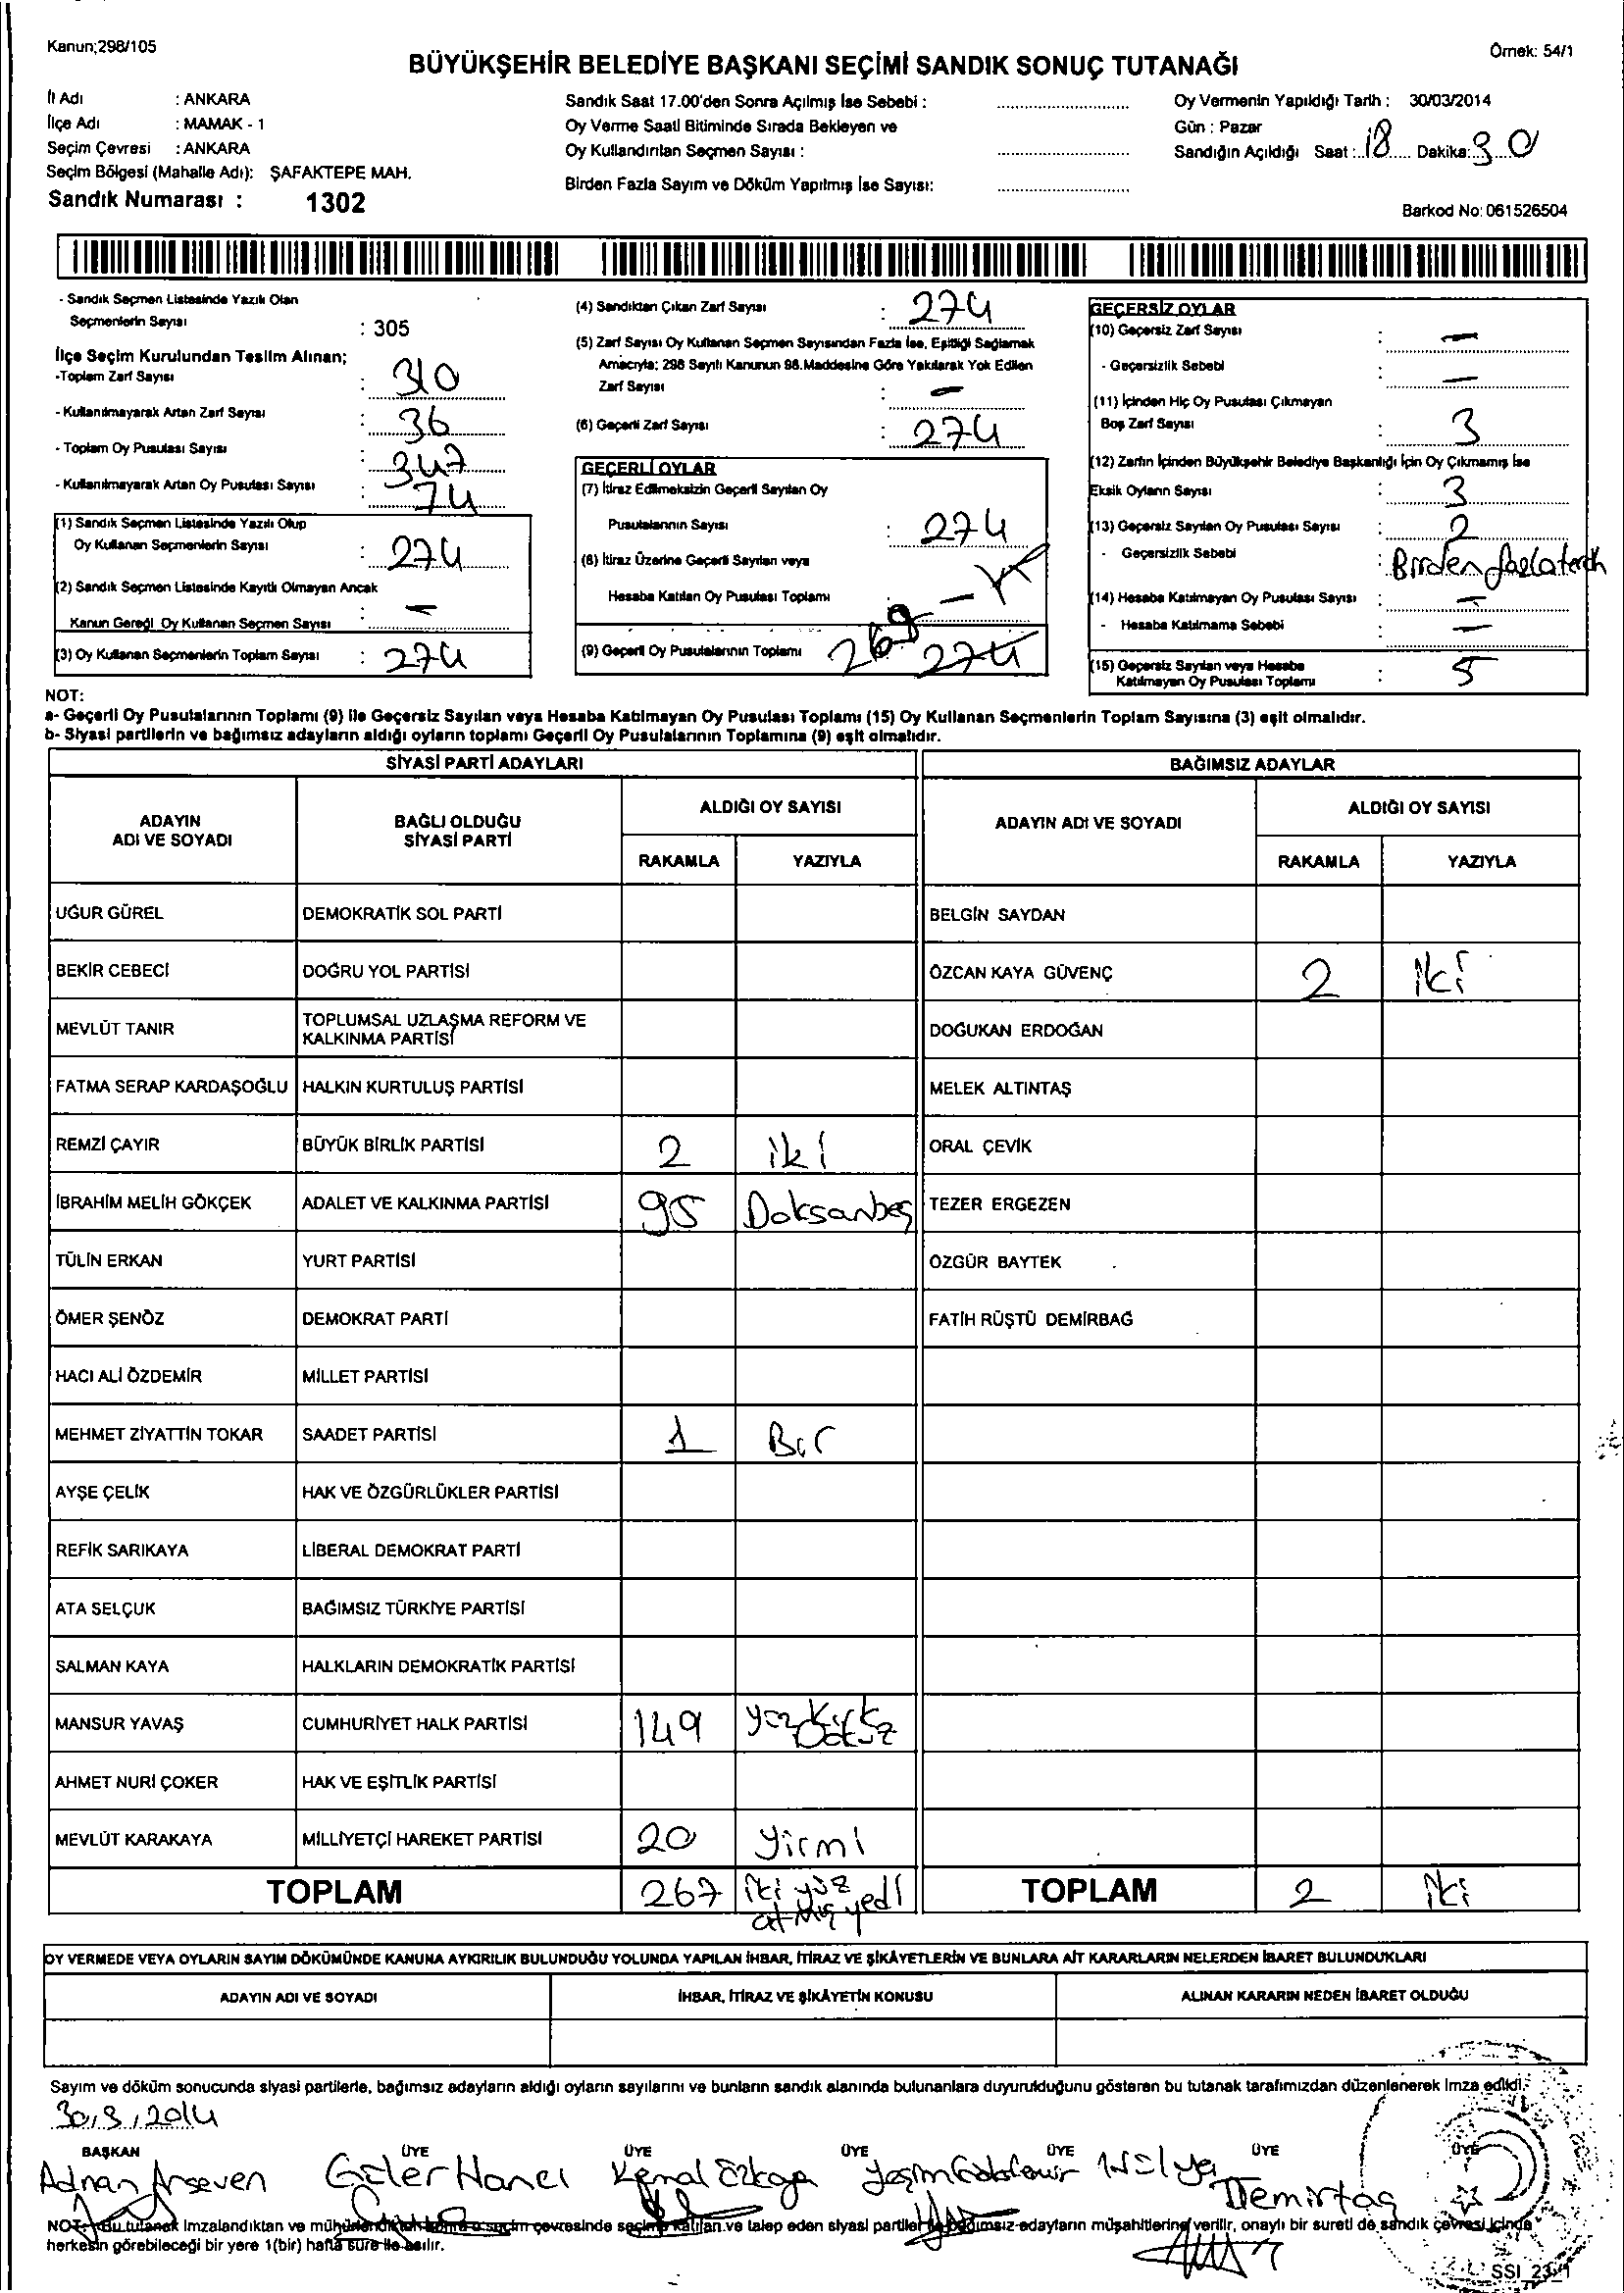 Kanun;298/105
Örnek: 54/1
BÜYÜKŞEHİR BELEDİYE BAŞKANI SEÇİMİ SANDIK SONUÇ TUTANAĞI
İl Adı : ANKARA
İlçe Adı : MAMAK - 1
Seçim Çevresi : ANKARA
Seçim Bölgesi (Mahalle Adı): ŞAFAKTEPE MAH.
Sandık Numarası : 1302
Sandık Saat 17.00'den Sonra Açılmış İse Sebebi :
Oy Verme Saati Bitiminde Sırada Bekleyen ve
Oy Kullandırılan Seçmen Sayısı :
Birden Fazla Sayım ve Döküm Yapılmış İse Sayısı:
Oy Vermenin Yapıldığı Tarih : 30/03/2014
Gün : Pazar
Sandığın Açıldığı Saat : 18 Dakika: 30
Barkod No: 061526504
- Sandık Seçmen Listesinde Yazılı Olan
Seçmenlerin Sayısı : 305
İlçe Seçim Kurulundan Teslim Alınan;
-Toplam Zarf Sayısı : 310
- Kullanılmayarak Artan Zarf Sayısı : 36
- Toplam Oy Pusulası Sayısı : 347
- Kullanılmayarak Artan Oy Pusulası Sayısı : 74
(1) Sandık Seçmen Listesinde Yazılı Olup
Oy Kullanan Seçmenlerin Sayısı : 274
(2) Sandık Seçmen Listesinde Kayıtlı Olmayan Ancak
Kanun Gereği Oy Kullanan Seçmen Sayısı : -
(3) Oy Kullanan Seçmenlerin Toplam Sayısı : 274
(4) Sandıktan Çıkan Zarf Sayısı : 274
(5) Zarf Sayısı Oy Kullanan Seçmen Sayısından Fazla İse, Eşitliği Sağlamak
Amacıyla; 298 Sayılı Kanunun 98.Maddesine Göre Yakılarak Yok Edilen
Zarf Sayısı : -
(6) Geçerli Zarf Sayısı : 274
GEÇERLİ OYLAR
(7) İtiraz Edilmeksizin Geçerli Sayılan Oy
Pusulalarının Sayısı : 274
(8) İtiraz Üzerine Geçerli Sayılan veya
Hesaba Katılan Oy Pusulası Toplamı : -
(9) Geçerli Oy Pusulalarının Toplamı 269 274
GEÇERSİZ OYLAR
(10) Geçersiz Zarf Sayısı : -
- Geçersizlik Sebebi : -
(11) İçinden Hiç Oy Pusulası Çıkmayan
Boş Zarf Sayısı : 3
(12) Zarfın İçinden Büyükşehir Belediye Başkanlığı İçin Oy Çıkmamış İse
Eksik Oyların Sayısı : 3
(13) Geçersiz Sayılan Oy Pusulası Sayısı : 2
- Geçersizlik Sebebi : Birden fazla tercih
(14) Hesaba Katılmayan Oy Pusulası Sayısı : -
- Hesaba Katılmama Sebebi : -
(15) Geçersiz Sayılan veya Hesaba
Katılmayan Oy Pusulası Toplamı : 5
NOT:
a- Geçerli Oy Pusulalarının Toplamı (9) ile Geçersiz Sayılan veya Hesaba Katılmayan Oy Pusulası Toplamı (15) Oy Kullanan Seçmenlerin Toplam Sayısına (3) eşit olmalıdır.
b- Siyasi partilerin ve bağımsız adayların aldığı oyların toplamı Geçerli Oy Pusulalarının Toplamına (9) eşit olmalıdır.
SİYASİ PARTİ ADAYLARI BAĞIMSIZ ADAYLAR
ADAYIN ADI VE SOYADI BAĞLI OLDUĞU SİYASİ PARTİ ALDIĞI OY SAYISI ADAYIN ADI VE SOYADI ALDIĞI OY SAYISI
RAKAMLA YAZIYLA RAKAMLA YAZIYLA
UĞUR GÜREL DEMOKRATİK SOL PARTİ BELGİN SAYDAN
BEKİR CEBECİ DOĞRU YOL PARTİSİ ÖZCAN KAYA GÜVENÇ 2 iki
MEVLÜT TANIR TOPLUMSAL UZLAŞMA REFORM VE KALKINMA PARTİSİ DOĞUKAN ERDOĞAN
FATMA SERAP KARDAŞOĞLU HALKIN KURTULUŞ PARTİSİ MELEK ALTINTAŞ
REMZİ ÇAYIR BÜYÜK BİRLİK PARTİSİ 2 iki ORAL ÇEVİK
İBRAHİM MELİH GÖKÇEK ADALET VE KALKINMA PARTİSİ 95 Doksanbeş TEZER ERGEZEN
TÜLİN ERKAN YURT PARTİSİ ÖZGÜR BAYTEK
ÖMER ŞENÖZ DEMOKRAT PARTİ FATİH RÜŞTÜ DEMİRBAĞ
HACI ALİ ÖZDEMİR MİLLET PARTİSİ
MEHMET ZİYATTİN TOKAR SAADET PARTİSİ 1 Bir
AYŞE ÇELİK HAK VE ÖZGÜRLÜKLER PARTİSİ
REFİK SARIKAYA LİBERAL DEMOKRAT PARTİ
ATA SELÇUK BAĞIMSIZ TÜRKİYE PARTİSİ
SALMAN KAYA HALKLARIN DEMOKRATİK PARTİSİ
MANSUR YAVAŞ CUMHURİYET HALK PARTİSİ 149 yüzkırk Dokuz
AHMET NURİ ÇOKER HAK VE EŞİTLİK PARTİSİ
MEVLÜT KARAKAYA MİLLİYETÇİ HAREKET PARTİSİ 20 yirmi
TOPLAM 267 iki yüz atmış yedi TOPLAM 2 iki
OY VERMEDE VEYA OYLARIN SAYIM DÖKÜMÜNDE KANUNA AYKIRILIK BULUNDUĞU YOLUNDA YAPILAN İHBAR, İTİRAZ VE ŞİKÂYETLERİN VE BUNLARA AİT KARARLARIN NELERDEN İBARET BULUNDUKLARI
ADAYIN ADI VE SOYADI İHBAR, İTİRAZ VE ŞİKÂYETİN KONUSU ALINAN KARARIN NEDEN İBARET OLDUĞU
Sayım ve döküm sonucunda siyasi partilerle, bağımsız adayların aldığı oyların sayılarını ve bunların sandık alanında bulunanlara duyurulduğunu gösteren bu tutanak tarafımızdan düzenlenerek imza edildi.
30/3/2014
BAŞKAN ÜYE ÜYE ÜYE ÜYE ÜYE ÜYE
Adnan Arseven Güler Hancı Kemal Özkaya Yeşim Hülya Demirtaş
NOT: Bu tutanak imzalandıktan ve mühürlendikten sonra o seçim çevresinde seçime katılan ve talep eden siyasi partiler ile bağımsız adayların müşahitlerine verilir, onaylı bir sureti de sandık çevresi içinde
herkesin görebileceği bir yere 1(bir) hafta süre ile asılır.
SSI_23/1